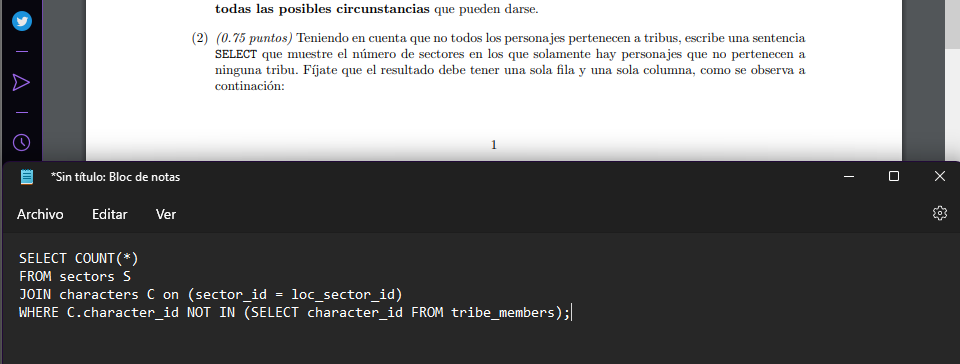 todas las posibles circunstancias que pueden darse.
(2) (0.75 puntos) Teniendo en cuenta que no todos los personajes pertenecen a tribus, escribe una sentencia
SELECT que muestre el número de sectores en los que solamente hay personajes que no pertenecen a
ninguna tribu. Fíjate que el resultado debe tener una sola fila y una sola columna, como se observa a
continación:
1
*Sin título: Bloc de notas
Archivo Editar Ver
SELECT COUNT(*)
FROM sectors S
JOIN characters C on (sector_id = loc_sector_id)
WHERE C.character_id NOT IN (SELECT character_id FROM tribe_members);